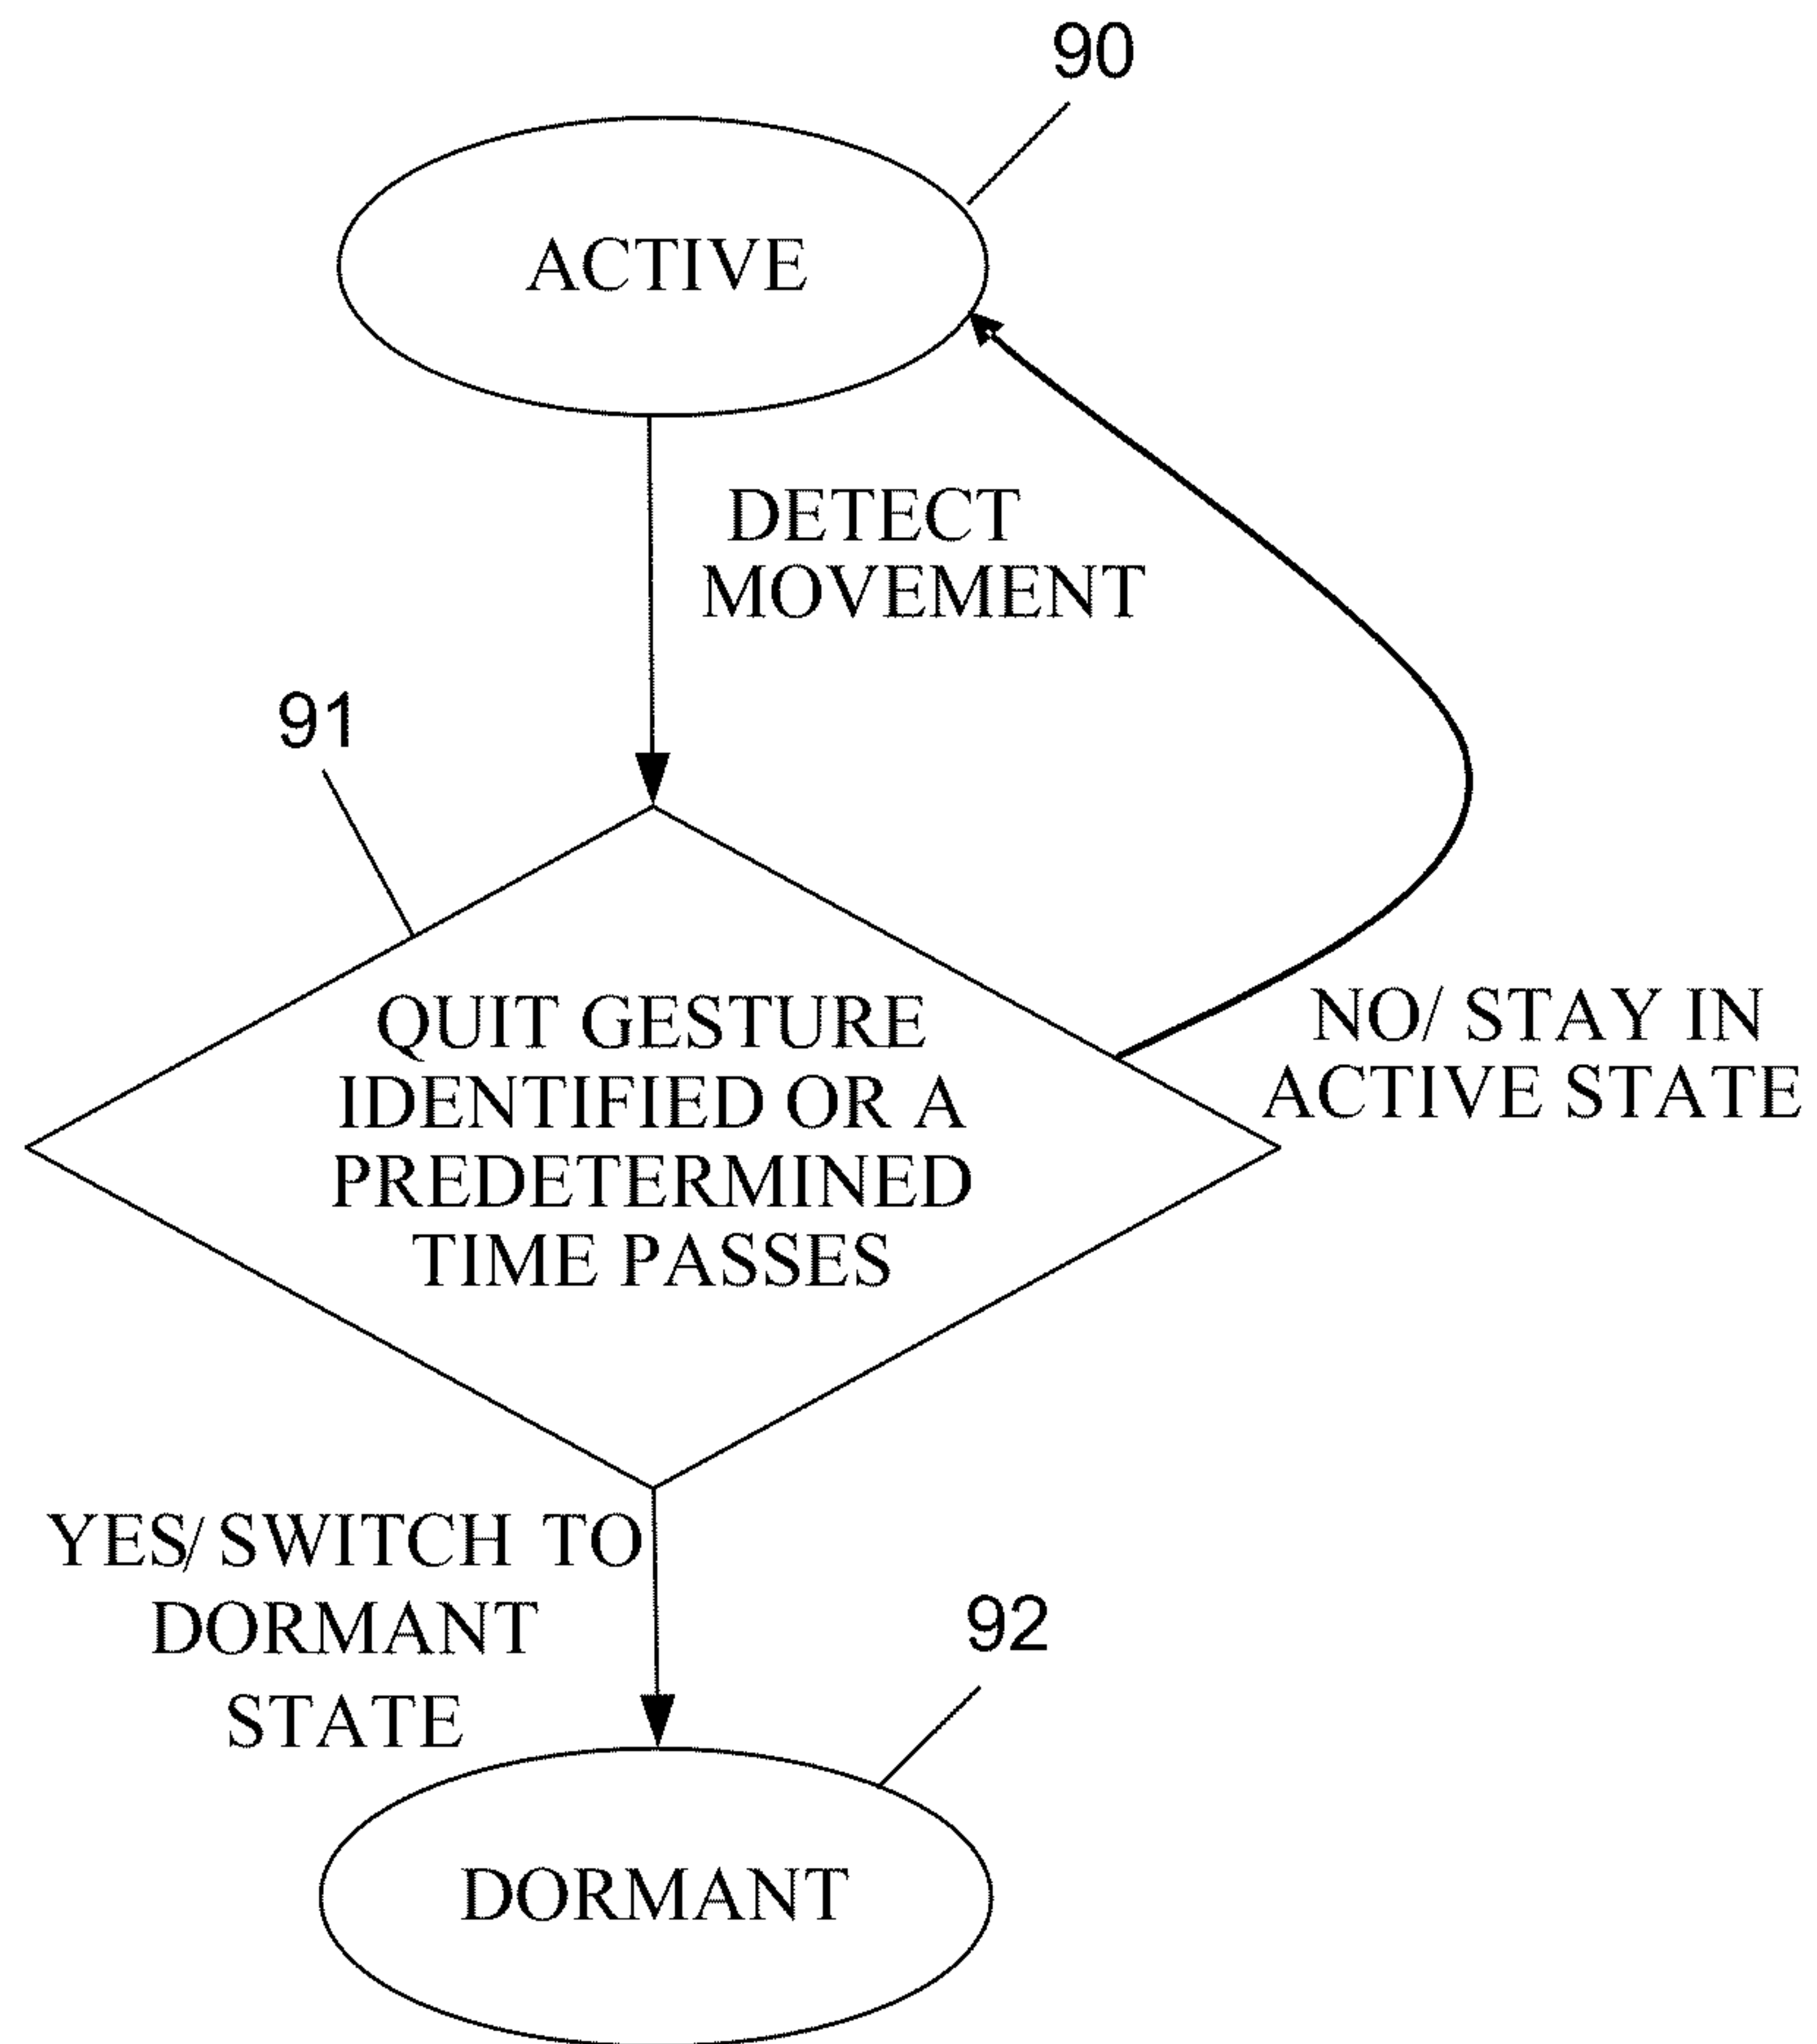 90
ACTIVE
DETECT
MOVEMENT
91
QUIT GESTURE
IDENTIFIED OR A
PREDETERMINED
TIME PASSES
NO/ STAY IN
ACTIVE STATE
YES/ SWITCH TO
DORMANT
STATE
92
DORMANT